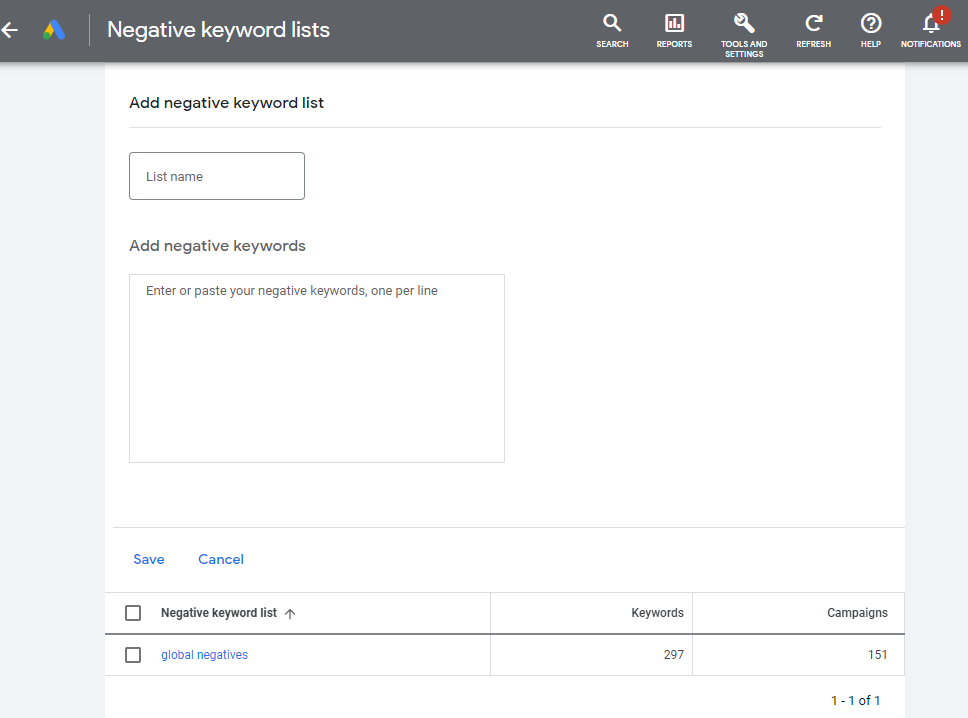 Negative keyword lists
SEARCH
REPORTS
TOOLS AND
SETTINGS
REFRESH
HELP
!
NOTIFICATIONS
Add negative keyword list
List name
Add negative keywords
Enter or paste your negative keywords, one per line
Save Cancel
Negative keyword list Keywords Campaigns
global negatives 297 151
1 - 1 of 1